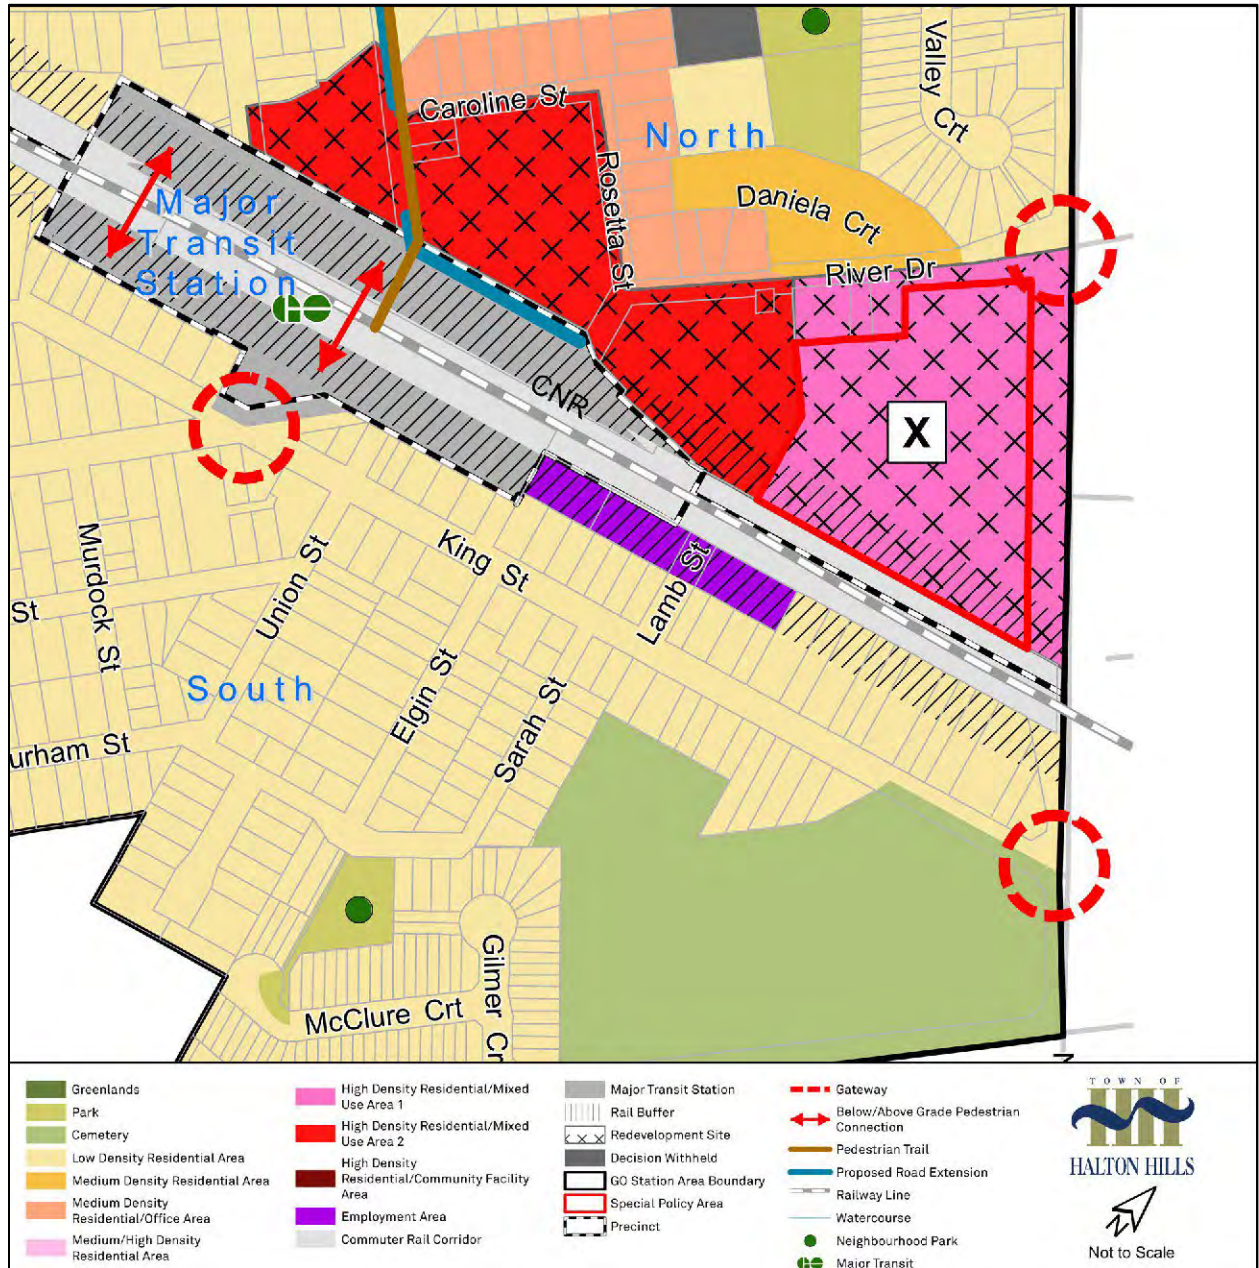 Valley Crt
Caroline St
North
Rosetta St
Daniela Crt
River Dr
Major
Transit
Station
CNR
X
King St
Lamb St
Murdock St
Union St
St
Elgin St
Sarah St
South
urham St
Gilmer Cr
McClure Crt
Greenlands
Park
Cemetery
Low Density Residential Area
Medium Density Residential Area
Medium Density
Residential/Office Area
Medium/High Density
Residential Area
High Density Residential/Mixed
Use Area 1
High Density Residential/Mixed
Use Area 2
High Density
Residential/Community Facility
Area
Employment Area
Commuter Rail Corridor
Major Transit Station
Rail Buffer
Redevelopment Site
Decision Withheld
GO Station Area Boundary
Special Policy Area
Precinct
Gateway
Below/Above Grade Pedestrian
Connection
Pedestrian Trail
Proposed Road Extension
Railway Line
Watercourse
Neighbourhood Park
Major Transit
TOWN OF
HALTON HILLS
Not to Scale